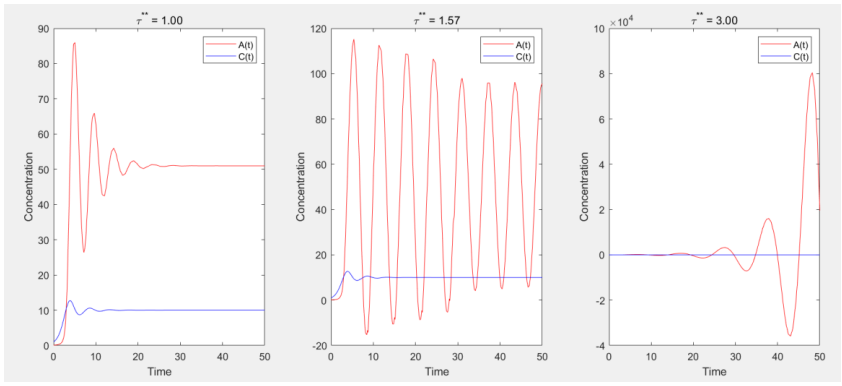 τ** = 1.00
A(t)
C(t)
Concentration
90
80
70
60
50
40
30
20
10
0
0 10 20 30 40 50
Time
τ** = 1.57
A(t)
C(t)
Concentration
120
100
80
60
40
20
0
-20
0 10 20 30 40 50
Time
×10⁴
τ** = 3.00
A(t)
C(t)
Concentration
10
8
6
4
2
0
-2
-4
0 10 20 30 40 50
Time